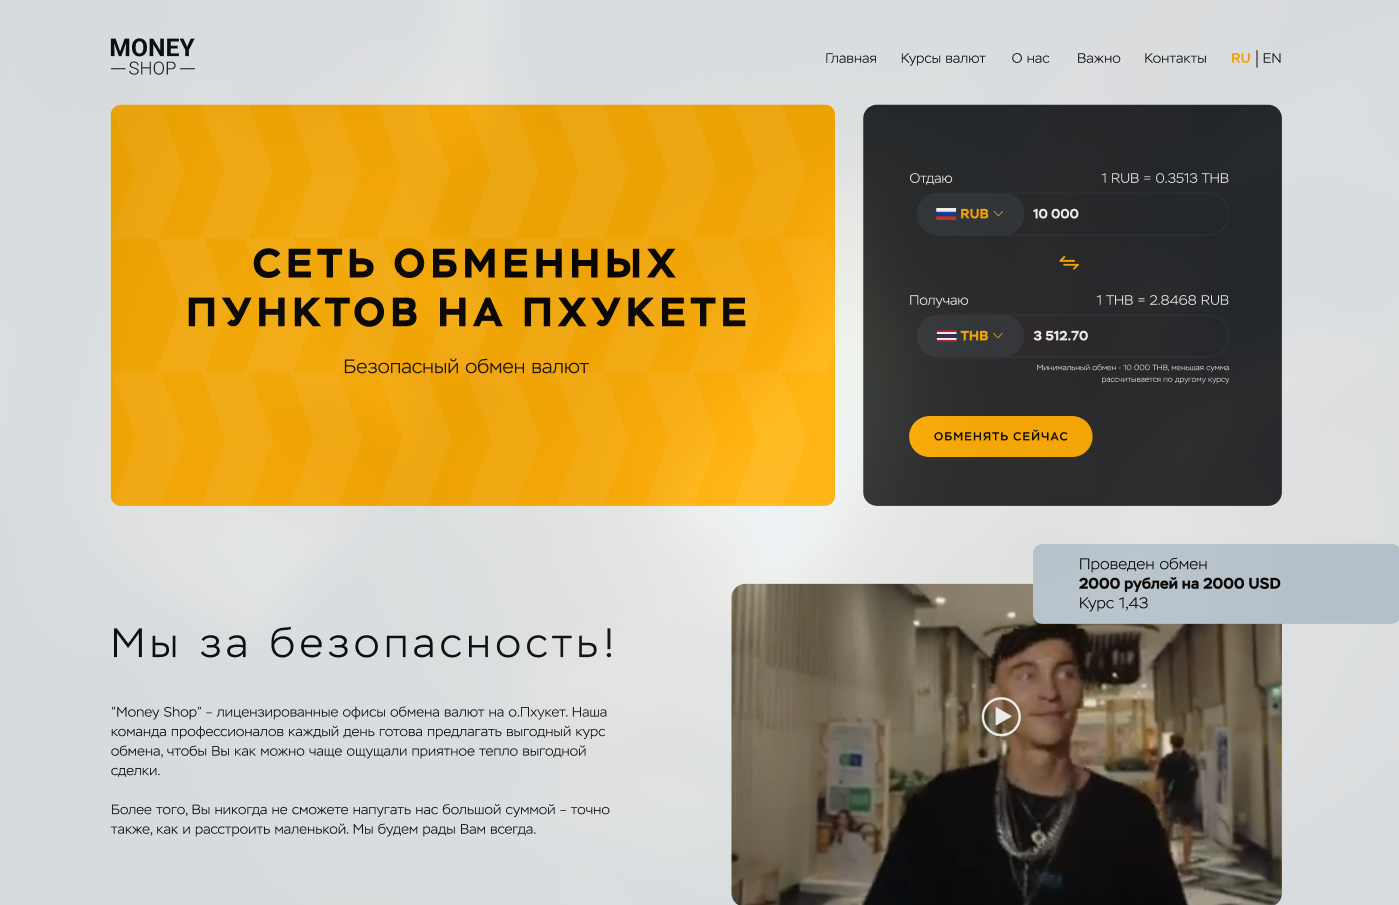 MONEY
SHOP
Главная Курсы валют О нас Важно Контакты RU | EN
СЕТЬ ОБМЕННЫХ
ПУНКТОВ НА ПХУКЕТЕ
Безопасный обмен валют
Отдаю 1 RUB = 0.3513 THB
RUB 10 000
Получаю 1 THB = 2.8468 RUB
THB 3 512.70
Минимальный обмен - 10 000 THB, меньшая сумма
рассчитывается по другому курсу
ОБМЕНЯТЬ СЕЙЧАС
Проведен обмен
2000 рублей на 2000 USD
Курс 1,43
Мы за безопасность!
"Money Shop" – лицензированные офисы обмена валют на о.Пхукет. Наша
команда профессионалов каждый день готова предлагать выгодный курс
обмена, чтобы Вы как можно чаще ощущали приятное тепло выгодной
сделки.
Более того, Вы никогда не сможете напугать нас большой суммой – точно
также, как и расстроить маленькой. Мы будем рады Вам всегда.